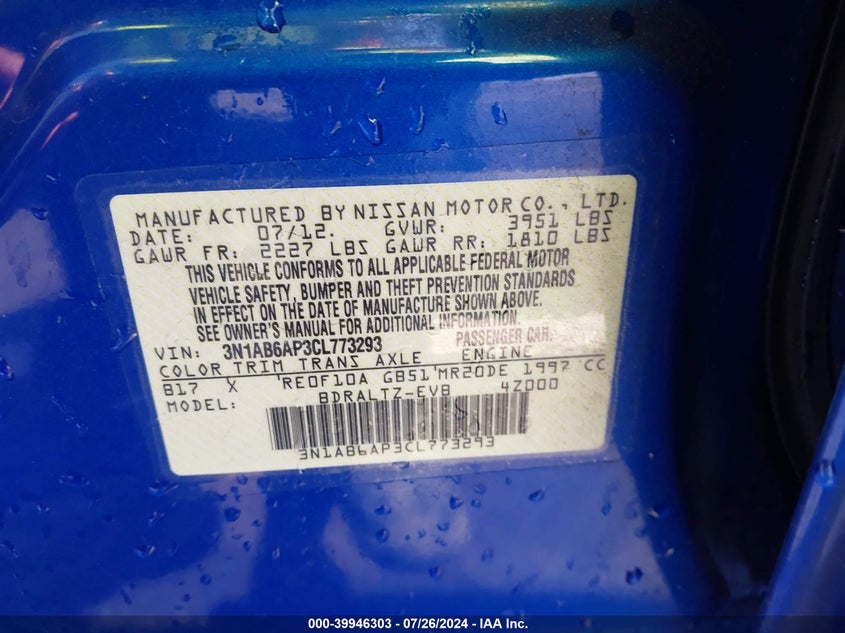 MANUFACTURED BY NISSAN MOTOR CO., LTD.
DATE: 07/12. GVWR: 3951 LBS
GAWR FR: 2227 LBS GAWR RR: 1810 LBS
THIS VEHICLE CONFORMS TO ALL APPLICABLE FEDERAL MOTOR
VEHICLE SAFETY, BUMPER AND THEFT PREVENTION STANDARDS
IN EFFECT ON THE DATE OF MANUFACTURE SHOWN ABOVE.
SEE OWNER'S MANUAL FOR ADDITIONAL INFORMATION.
VIN: 3N1AB6AP3CL773293 PASSENGER CAR
COLOR TRIM TRANS AXLE ENGINE
B17 X RE0F10A GB51 MR20DE 1997 CC
MODEL: BDRALTZ-EVB 4Z000
3N1AB6AP3CL773293
000-39946303 - 07/26/2024 - IAA Inc.